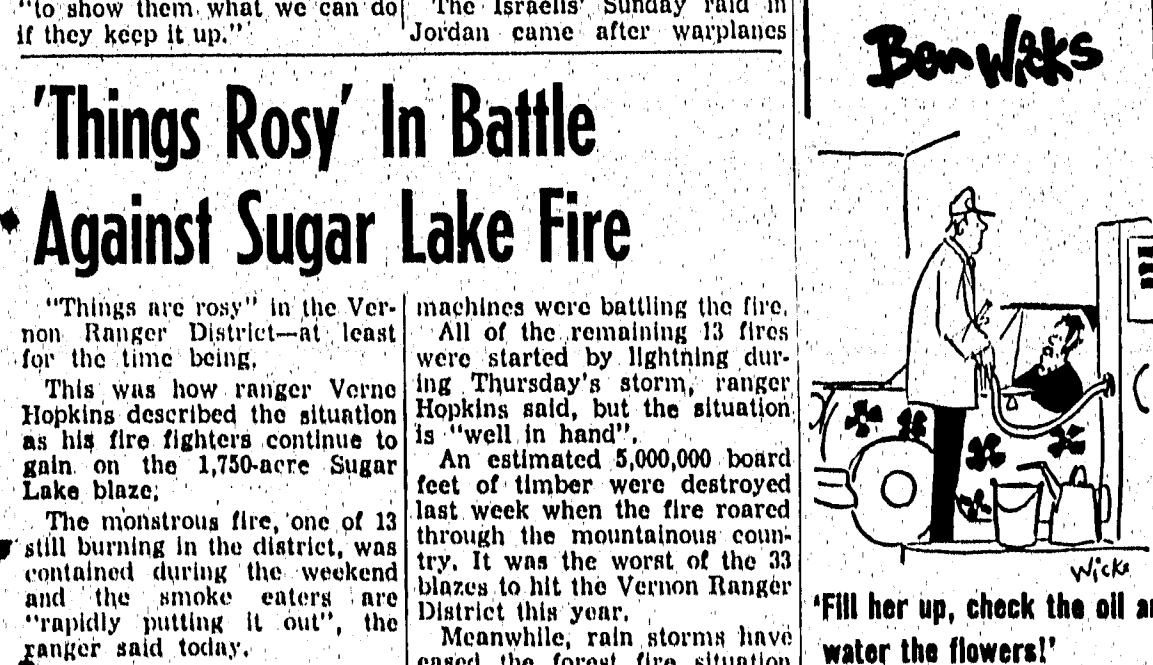 "to show them what we can do
if they keep it up."
The Israelis' Sunday raid in
Jordan came after warplanes
'Things Rosy' In Battle
Against Sugar Lake Fire
"Things are rosy" in the Ver-
non Ranger District—at least
for the time being.
This was how ranger Verne
Hopkins described the situation
as his fire fighters continue to
gain on the 1,750-acre Sugar
Lake blaze.
The monstrous fire, one of 13
still burning in the district, was
contained during the weekend
and the smoke eaters are
"rapidly putting it out", the
ranger said today.
machines were battling the fire.
All of the remaining 13 fires
were started by lightning dur-
ing Thursday's storm, ranger
Hopkins said, but the situation
is "well in hand".
An estimated 5,000,000 board
feet of timber were destroyed
last week when the fire roared
through the mountainous coun-
try. It was the worst of the 33
blazes to hit the Vernon Ranger
District this year.
Meanwhile, rain storms have
eased the forest fire situation
Ben Wicks
Wicks
'Fill her up, check the oil
water the flowers!'